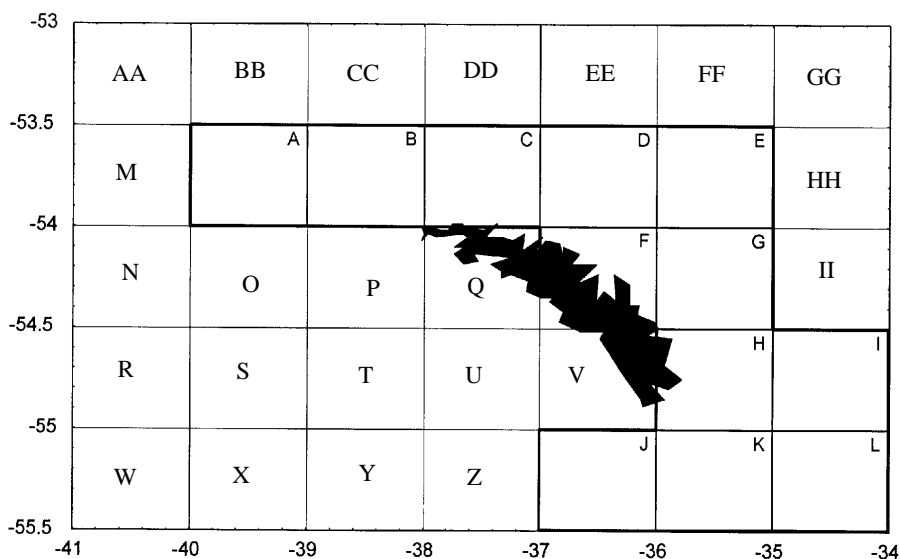 -53
AA BB CC DD EE FF GG
-53.5
A B C D E
M HH
-54
F G
N O P Q II
-54.5
H I
R S T U V
-55
J K L
W X Y Z
-55.5
-41 -40 -39 -38 -37 -36 -35 -34